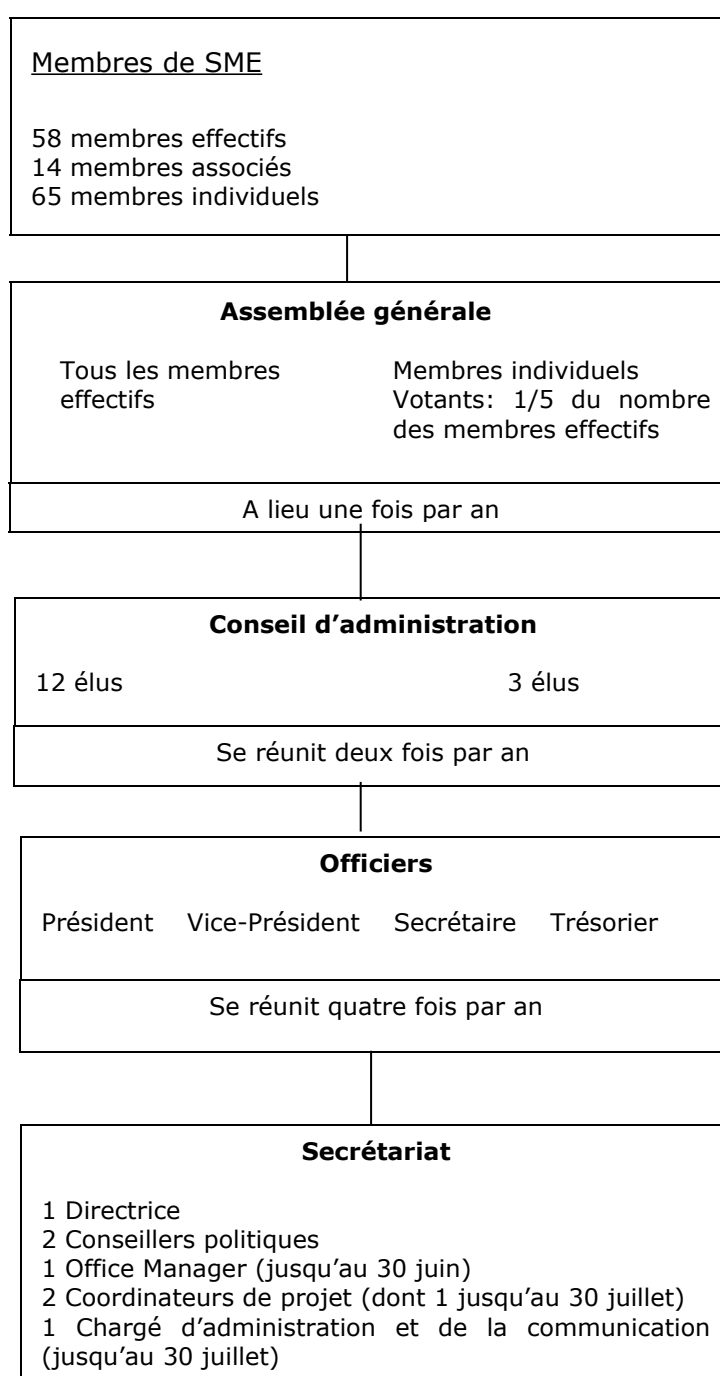 Membres de SME
58 membres effectifs
14 membres associés
65 membres individuels
Assemblée générale
Tous les membres
effectifs
Membres individuels
Votants: 1/5 du nombre
des membres effectifs
A lieu une fois par an
Conseil d’administration
12 élus
3 élus
Se réunit deux fois par an
Officiers
Président Vice-Président Secrétaire Trésorier
Se réunit quatre fois par an
Secrétariat
1 Directrice
2 Conseillers politiques
1 Office Manager (jusqu’au 30 juin)
2 Coordinateurs de projet (dont 1 jusqu’au 30 juillet)
1 Chargé d’administration et de la communication
(jusqu’au 30 juillet)